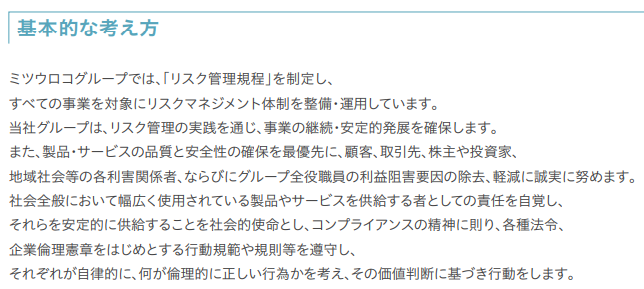 基本的な考え方
ミツウロコグループでは、「リスク管理規程」を制定し、
すべての事業を対象にリスクマネジメント体制を整備・運用しています。
当社グループは、リスク管理の実践を通じ、事業の継続・安定的発展を確保します。
また、製品・サービスの品質と安全性の確保を最優先に、顧客、取引先、株主や投資家、
地域社会等の各利害関係者、ならびにグループ全役職員の利益阻害要因の除去、軽減に誠実に努めます。
社会全般において幅広く使用されている製品やサービスを供給する者としての責任を自覚し、
それらを安定的に供給することを社会的使命とし、コンプライアンスの精神に則り、各種法令、
企業倫理憲章をはじめとする行動規範や規則等を遵守し、
それぞれが自律的に、何が倫理的に正しい行為かを考え、その価値判断に基づき行動をします。